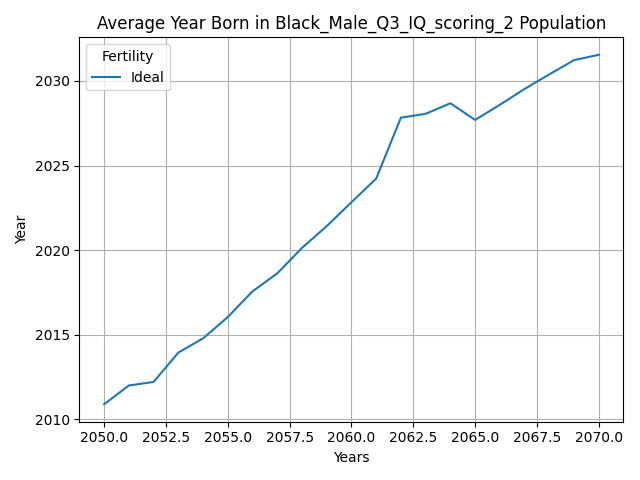 Average Year Born in Black_Male_Q3_IQ_scoring_2 Population
Fertility
Ideal
Year
2030
2025
2020
2015
2010
2050.0 2052.5 2055.0 2057.5 2060.0 2062.5 2065.0 2067.5 2070.0
Years